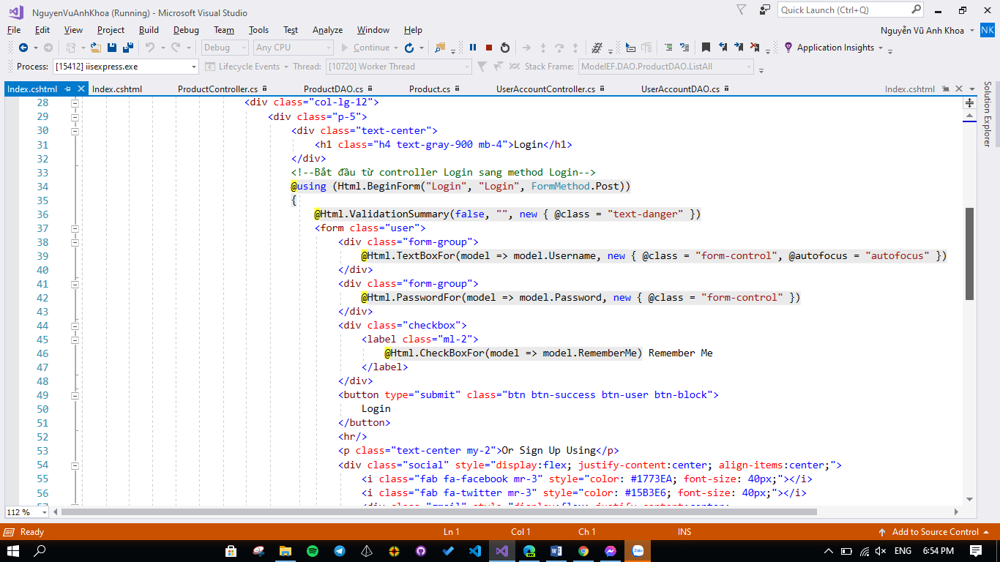 NguyenVuAnhKhoa (Running) - Microsoft Visual Studio
Quick Launch (Ctrl+Q)
File Edit View Project Build Debug Team Tools Test Analyze Window Help
Nguyễn Vũ Anh Khoa NK
Debug Any CPU Continue Application Insights
Process: [15412] iisexpress.exe Lifecycle Events Thread: [10720] Worker Thread Stack Frame: ModelEF.DAO.ProductDAO.ListAll
Index.cshtml Index.cshtml ProductController.cs ProductDAO.cs Product.cs UserAccountController.cs UserAccountDAO.cs Index.cshtml
Solution Explorer
28 <div class="col-lg-12">
29 <div class="p-5">
30 <div class="text-center">
31 <h1 class="h4 text-gray-900 mb-4">Login</h1>
32 </div>
33 <!--Bắt đầu từ controller Login sang method Login-->
34 @using (Html.BeginForm("Login", "Login", FormMethod.Post))
35 {
36 @Html.ValidationSummary(false, "", new { @class = "text-danger" })
37 <form class="user">
38 <div class="form-group">
39 @Html.TextBoxFor(model => model.Username, new { @class = "form-control", @autofocus = "autofocus" })
40 </div>
41 <div class="form-group">
42 @Html.PasswordFor(model => model.Password, new { @class = "form-control" })
43 </div>
44 <div class="checkbox">
45 <label class="ml-2">
46 @Html.CheckBoxFor(model => model.RememberMe) Remember Me
47 </label>
48 </div>
49 <button type="submit" class="btn btn-success btn-user btn-block">
50 Login
51 </button>
52 <hr/>
53 <p class="text-center my-2">Or Sign Up Using</p>
54 <div class="social" style="display:flex; justify-content:center; align-items:center;">
55 <i class="fab fa-facebook mr-3" style="color: #1773EA; font-size: 40px;"></i>
56 <i class="fab fa-twitter mr-3" style="color: #15B3E6; font-size: 40px;"></i>
57 <div class="gmail" style="display:flex; justify-content:center;
112 %
Ready Ln 1 Col 1 Ch 1 INS Add to Source Control
DEV Zalo ENG 6:54 PM